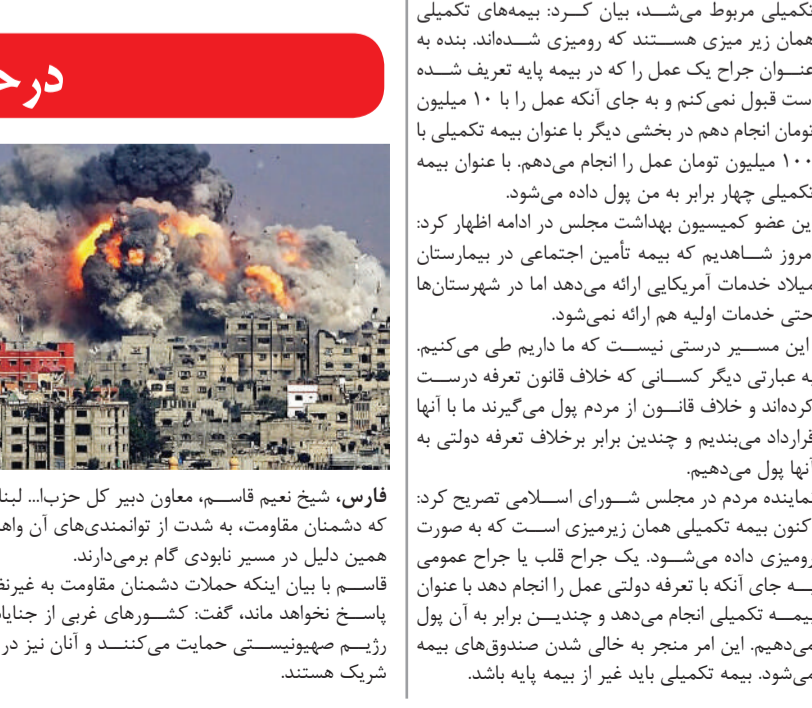 تکمیلی مربوط می‌شد، بیان کرد: بیمه‌های تکمیلی
همان زیر میزی هستند که رومیزی شده‌اند. بنده به
عنوان جراح یک عمل را که در بیمه پایه تعریف شده
ست قبول نمی‌کنم و به جای آنکه عمل را با ۱۰ میلیون
تومان انجام دهم در بخشی دیگر با عنوان بیمه تکمیلی با
۱۰۰ میلیون تومان عمل را انجام می‌دهم. با عنوان بیمه
تکمیلی چهار برابر به من پول داده می‌شود.
ین عضو کمیسیون بهداشت مجلس در ادامه اظهار کرد:
مروز شاهدیم که بیمه تأمین اجتماعی در بیمارستان
میلاد خدمات آمریکایی ارائه می‌دهد اما در شهرستان‌ها
حتی خدمات اولیه هم ارائه نمی‌شود.
این مسیر درستی نیست که ما داریم طی می‌کنیم.
به عبارتی دیگر کسانی که خلاف قانون تعرفه درست
کرده‌اند و خلاف قانون از مردم پول می‌گیرند ما با آنها
قرارداد می‌بندیم و چندین برابر برخلاف تعرفه دولتی به
آنها پول می‌دهیم.
نماینده مردم در مجلس شورای اسلامی تصریح کرد:
کنون بیمه تکمیلی همان زیرمیزی است که به صورت
رومیزی داده می‌شود. یک جراح قلب یا جراح عمومی
به جای آنکه با تعرفه دولتی عمل را انجام دهد با عنوان
بیمه تکمیلی انجام می‌دهد و چندین برابر به آن پول
می‌دهیم. این امر منجر به خالی شدن صندوق‌های بیمه
می‌شود. بیمه تکمیلی باید غیر از بیمه پایه باشد.
درح
فارس، شیخ نعیم قاسم، معاون دبیر کل حزب‌ا... لبنا
که دشمنان مقاومت، به شدت از توانمندی‌های آن واه
همین دلیل در مسیر نابودی گام برمی‌دارند.
قاسم با بیان اینکه حملات دشمنان مقاومت به غیرنظ
پاسخ نخواهد ماند، گفت: کشورهای غربی از جنایا
رژیم صهیونیستی حمایت می‌کنند و آنان نیز در
شریک هستند.